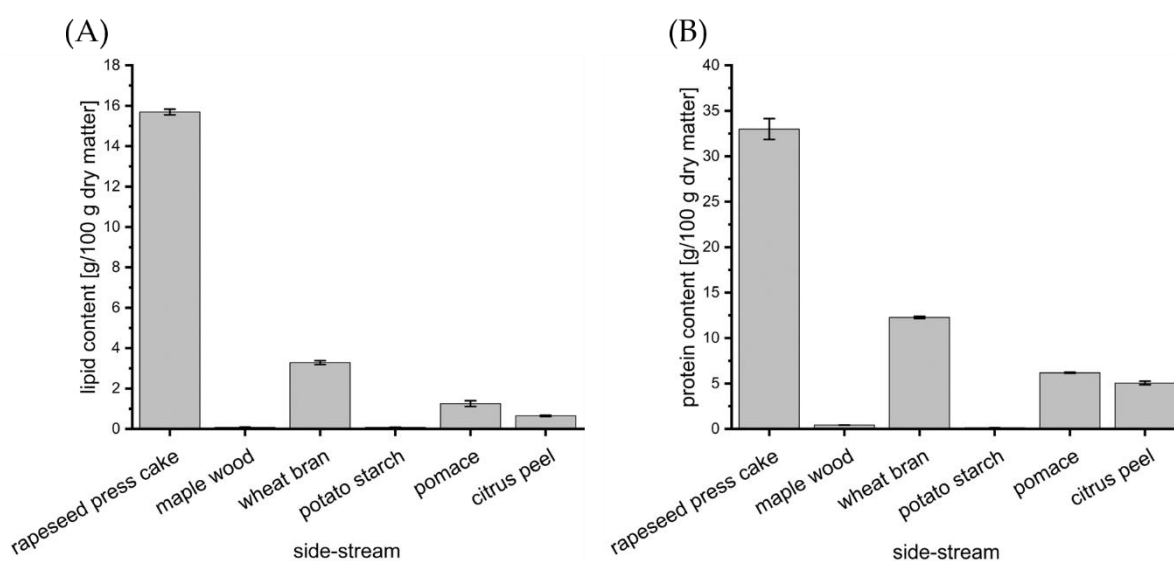 (A)
18
16
14
12
10
8
6
4
2
0
lipid content [g/100 g dry matter]
rapeseed press cake
maple wood
wheat bran
potato starch
pomace
citrus peel
side-stream
(B)
40
35
30
25
20
15
10
5
0
protein content [g/100 g dry matter]
rapeseed press cake
maple wood
wheat bran
potato starch
pomace
citrus peel
side-stream